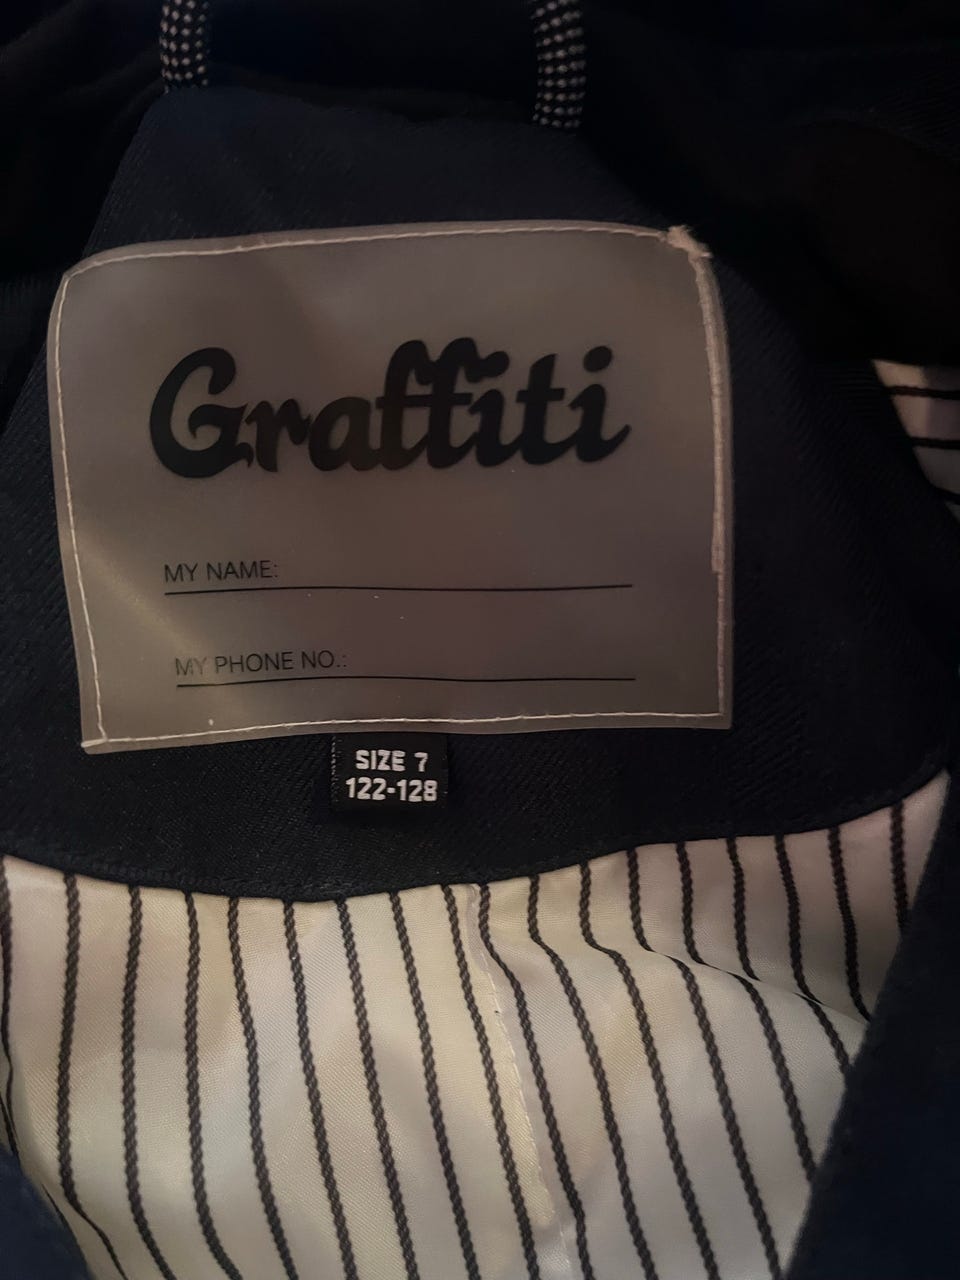 Graffiti
MY NAME:
MY PHONE NO.:
SIZE 7
122-128